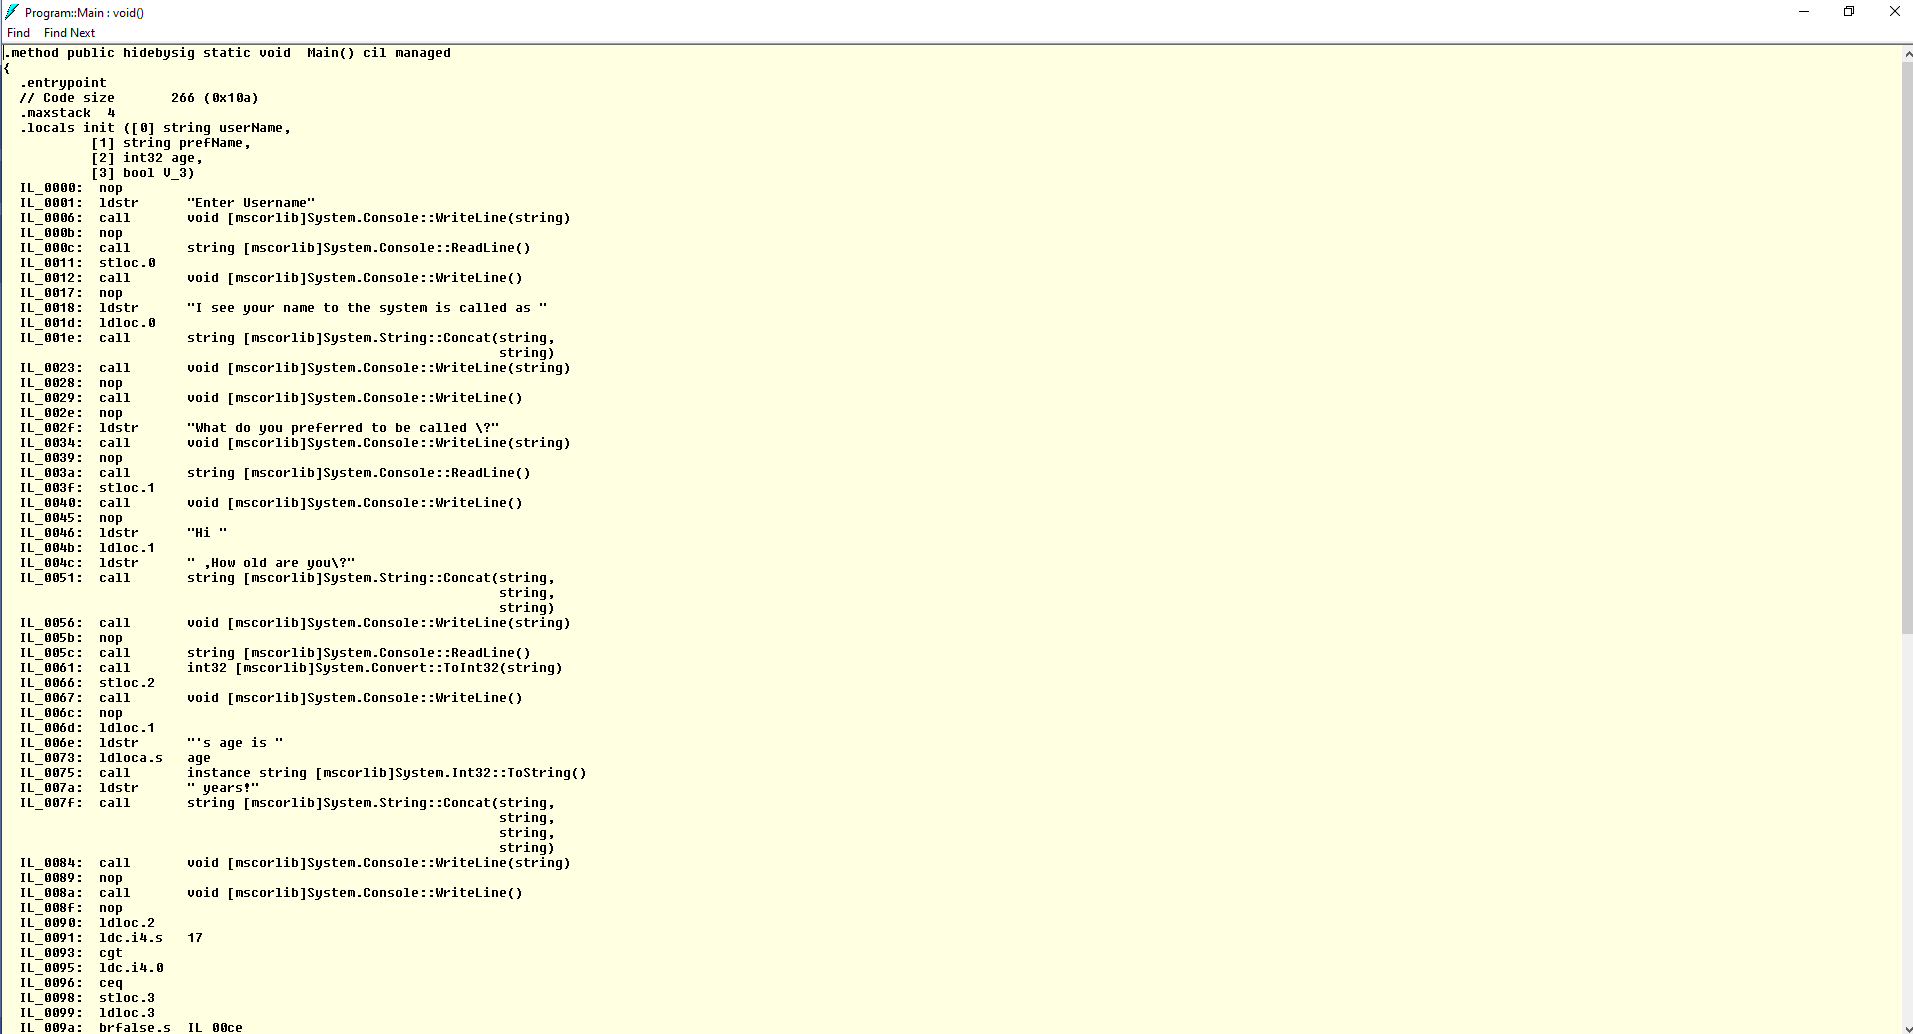 Program::Main : void()
Find Find Next
.method public hidebysig static void  Main() cil managed
{
  .entrypoint
  // Code size       266 (0x10a)
  .maxstack  4
  .locals init ([0] string userName,
           [1] string prefName,
           [2] int32 age,
           [3] bool V_3)
  IL_0000:  nop
  IL_0001:  ldstr      "Enter Username"
  IL_0006:  call       void [mscorlib]System.Console::WriteLine(string)
  IL_000b:  nop
  IL_000c:  call       string [mscorlib]System.Console::ReadLine()
  IL_0011:  stloc.0
  IL_0012:  call       void [mscorlib]System.Console::WriteLine()
  IL_0017:  nop
  IL_0018:  ldstr      "I see your name to the system is called as "
  IL_001d:  ldloc.0
  IL_001e:  call       string [mscorlib]System.String::Concat(string,
                                                              string)
  IL_0023:  call       void [mscorlib]System.Console::WriteLine(string)
  IL_0028:  nop
  IL_0029:  call       void [mscorlib]System.Console::WriteLine()
  IL_002e:  nop
  IL_002f:  ldstr      "What do you preferred to be called \?"
  IL_0034:  call       void [mscorlib]System.Console::WriteLine(string)
  IL_0039:  nop
  IL_003a:  call       string [mscorlib]System.Console::ReadLine()
  IL_003f:  stloc.1
  IL_0040:  call       void [mscorlib]System.Console::WriteLine()
  IL_0045:  nop
  IL_0046:  ldstr      "Hi "
  IL_004b:  ldloc.1
  IL_004c:  ldstr      " ,How old are you\?"
  IL_0051:  call       string [mscorlib]System.String::Concat(string,
                                                              string,
                                                              string)
  IL_0056:  call       void [mscorlib]System.Console::WriteLine(string)
  IL_005b:  nop
  IL_005c:  call       string [mscorlib]System.Console::ReadLine()
  IL_0061:  call       int32 [mscorlib]System.Convert::ToInt32(string)
  IL_0066:  stloc.2
  IL_0067:  call       void [mscorlib]System.Console::WriteLine()
  IL_006c:  nop
  IL_006d:  ldloc.1
  IL_006e:  ldstr      "'s age is "
  IL_0073:  ldloca.s   age
  IL_0075:  call       instance string [mscorlib]System.Int32::ToString()
  IL_007a:  ldstr      " years!"
  IL_007f:  call       string [mscorlib]System.String::Concat(string,
                                                              string,
                                                              string,
                                                              string)
  IL_0084:  call       void [mscorlib]System.Console::WriteLine(string)
  IL_0089:  nop
  IL_008a:  call       void [mscorlib]System.Console::WriteLine()
  IL_008f:  nop
  IL_0090:  ldloc.2
  IL_0091:  ldc.i4.s   17
  IL_0093:  cgt
  IL_0095:  ldc.i4.0
  IL_0096:  ceq
  IL_0098:  stloc.3
  IL_0099:  ldloc.3
  IL_009a:  brfalse.s  IL_00ce